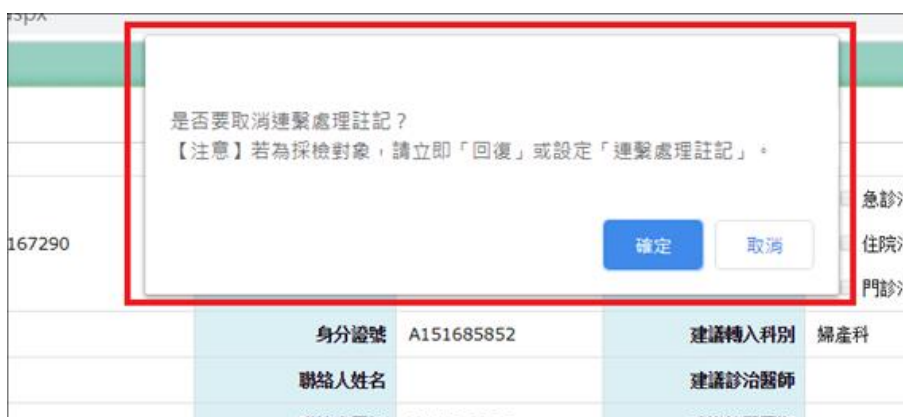 是否要取消連繫處理註記？
【注意】若為採檢對象，請立即「回復」或設定「連繫處理註記」。
確定 取消
急診
167290
住院
門診
身分證號 A151685852 建議轉入科別 婦產科
聯絡人姓名 建議診治醫師